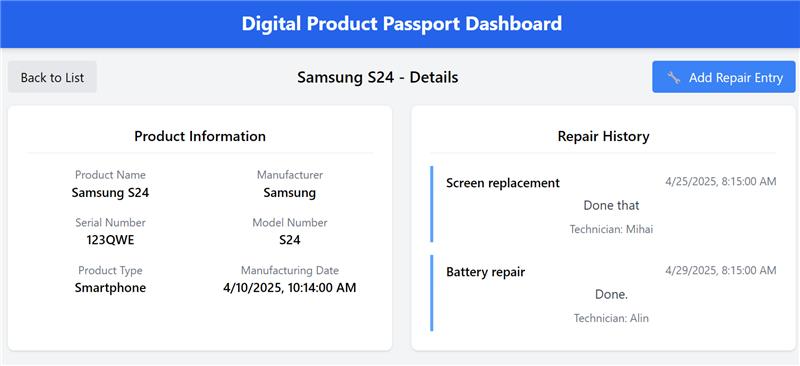 Digital Product Passport Dashboard
Back to List
Samsung S24 - Details
Add Repair Entry
Product Information
Product Name
Manufacturer
Samsung S24
Samsung
Serial Number
Model Number
123QWE
S24
Product Type
Manufacturing Date
Smartphone
4/10/2025, 10:14:00 AM
Repair History
Screen replacement
4/25/2025, 8:15:00 AM
Done that
Technician: Mihai
Battery repair
4/29/2025, 8:15:00 AM
Done.
Technician: Alin